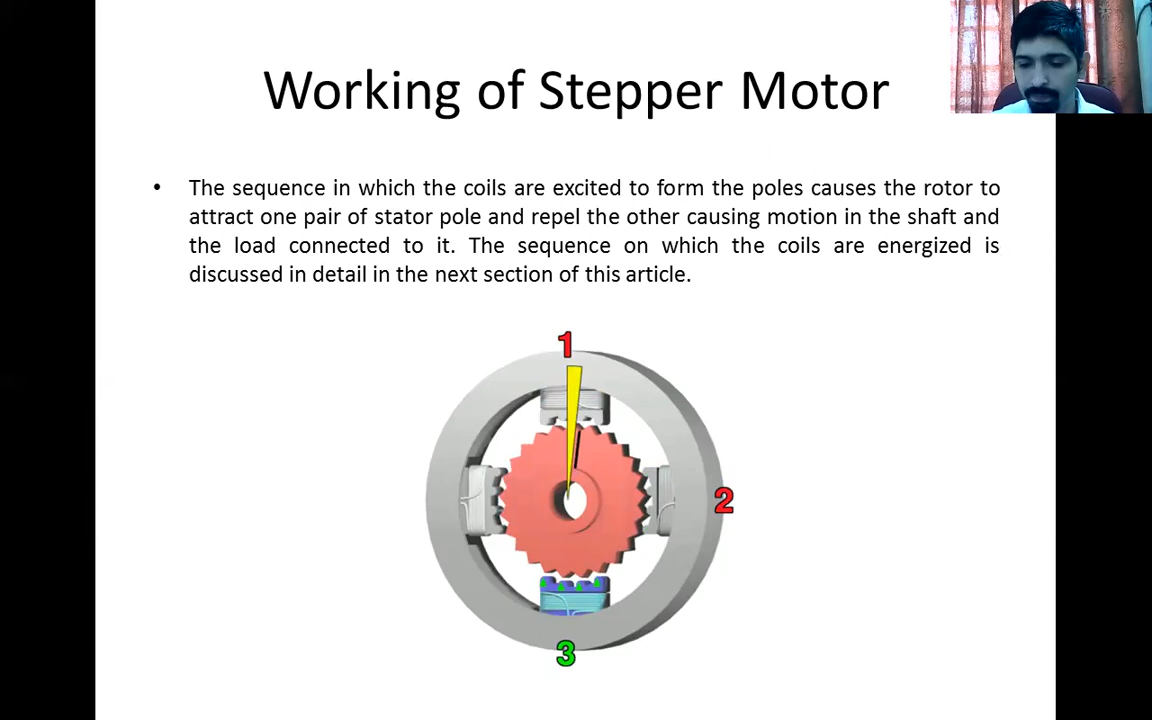 Working of Stepper Motor
• The sequence in which the coils are excited to form the poles causes the rotor to
attract one pair of stator pole and repel the other causing motion in the shaft and
the load connected to it. The sequence on which the coils are energized is
discussed in detail in the next section of this article.
1
2
3